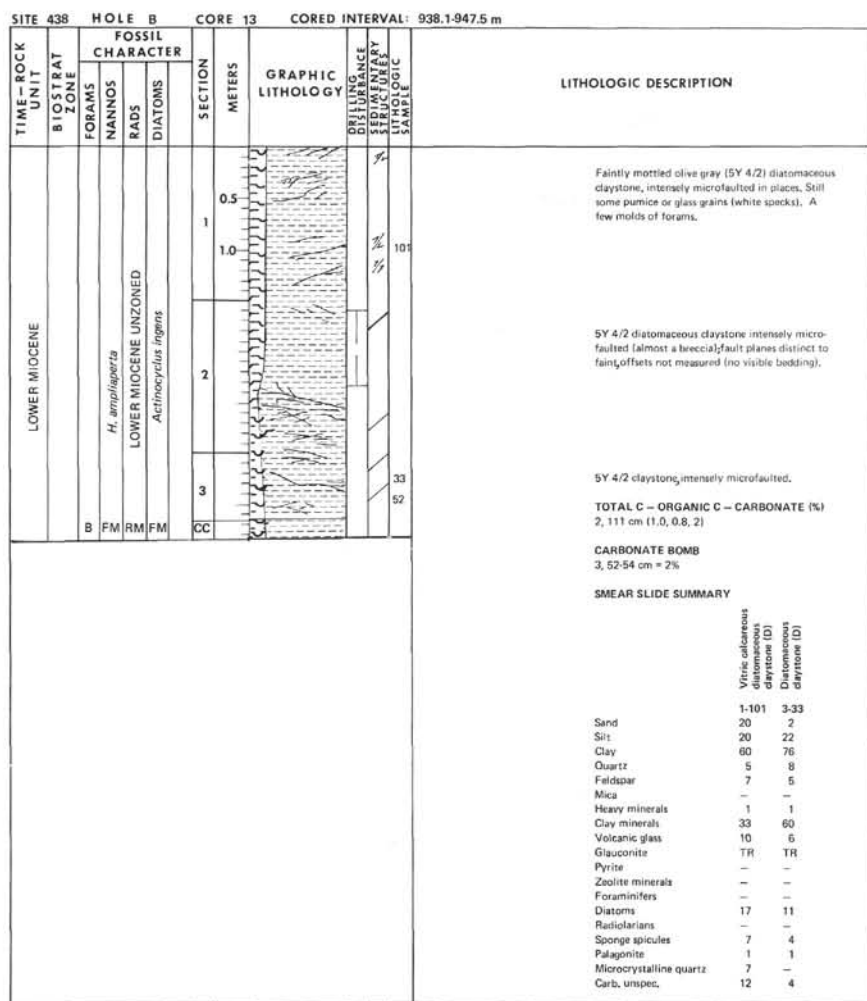 SITE 438 HOLE B CORE 13 CORED INTERVAL: 938.1-947.5 m
TIME-ROCK UNIT
BIOSTRAT ZONE
FOSSIL CHARACTER
FORAMS
NANNOS
RADS
DIATOMS
SECTION
METERS
GRAPHIC LITHOLOGY
DRILLING DISTURBANCE
SEDIMENTARY STRUCTURES
LITHOLOGIC SAMPLE
LITHOLOGIC DESCRIPTION
LOWER MIOCENE
H. ampliaperta
LOWER MIOCENE UNZONED
Actinocyclus ingens
B FM RM FM
1
2
3
CC
0.5
1.0
101
33
52
Faintly mottled olive gray (5Y 4/2) diatomaceous
claystone, intensely microfaulted in places. Still
some pumice or glass grains (white specks). A
few molds of forams.
5Y 4/2 diatomaceous claystone intensely micro-
faulted (almost a breccia);fault planes distinct to
faint,offsets not measured (no visible bedding).
5Y 4/2 claystone,intensely microfaulted.
TOTAL C – ORGANIC C – CARBONATE (%)
2, 111 cm (1.0, 0.8, 2)
CARBONATE BOMB
3, 52-54 cm = 2%
SMEAR SLIDE SUMMARY
Vitric calcareous
diatomaceous
claystone (D)
Diatomaceous
claystone (D)
1-101 3-33
Sand 20 2
Silt 20 22
Clay 60 76
Quartz 5 8
Feldspar 7 5
Mica – –
Heavy minerals 1 1
Clay minerals 33 60
Volcanic glass 10 6
Glauconite TR TR
Pyrite – –
Zeolite minerals – –
Foraminifers – –
Diatoms 17 11
Radiolarians – –
Sponge spicules 7 4
Palagonite 1 1
Microcrystalline quartz 7 –
Carb. unspec. 12 4